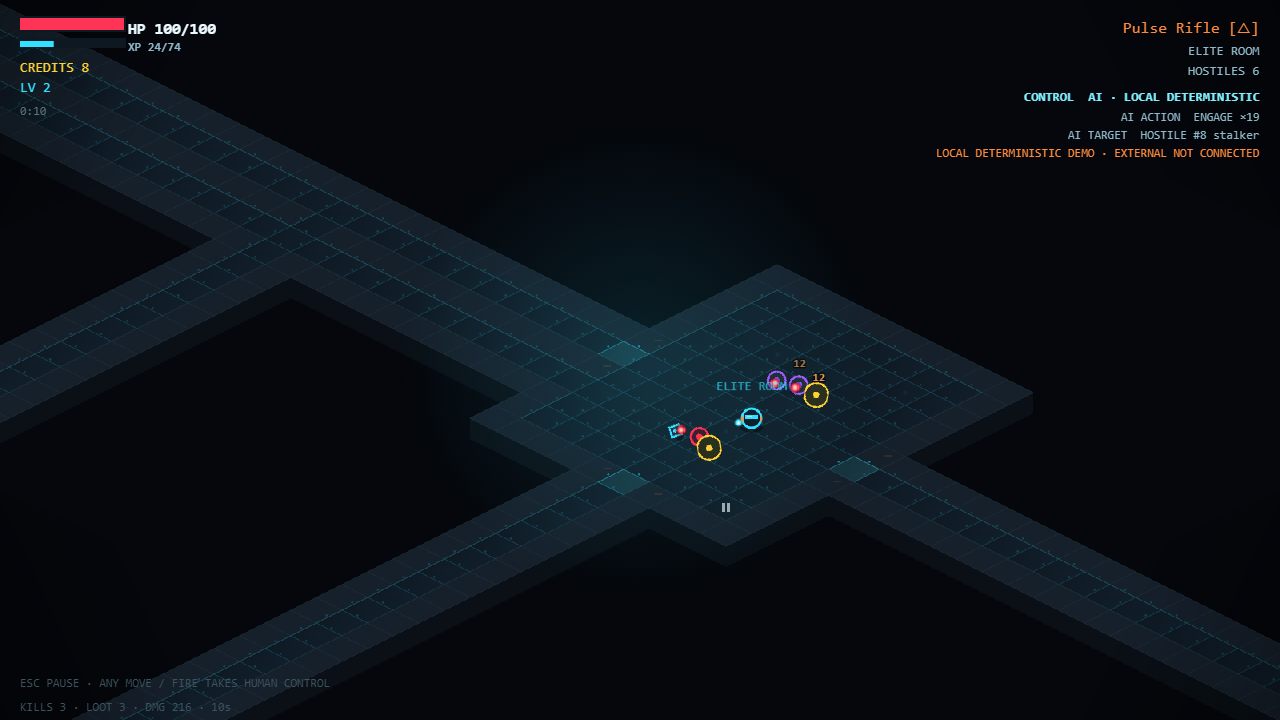 HP 100/100
XP 24/74
CREDITS 8
LV 2
0:10
Pulse Rifle [△]
ELITE ROOM
HOSTILES 6
CONTROL  AI · LOCAL DETERMINISTIC
AI ACTION  ENGAGE ×19
AI TARGET  HOSTILE #8 stalker
LOCAL DETERMINISTIC DEMO · EXTERNAL NOT CONNECTED
12
12
ELITE ROOM
ESC PAUSE · ANY MOVE / FIRE TAKES HUMAN CONTROL
KILLS 3 · LOOT 3 · DMG 216 · 10s